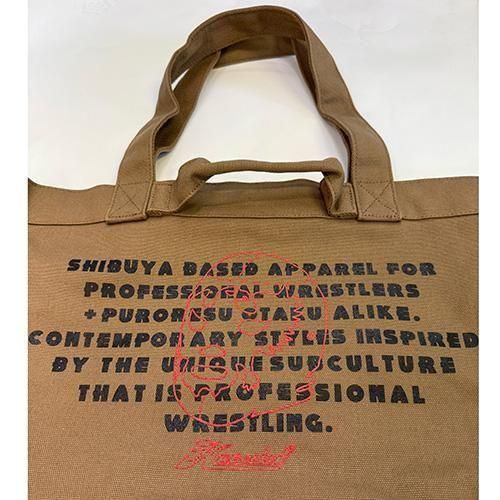 SHIBUYA BASED APPAREL FOR
PROFESSIONAL WRESTLERS
+PURORESU OTAKU ALIKE.
CONTEMPORARY STYLES INSPIRED
BY THE UNIQUE SUBCULTURE
THAT IS PROFESSIONAL
WRESTLING.